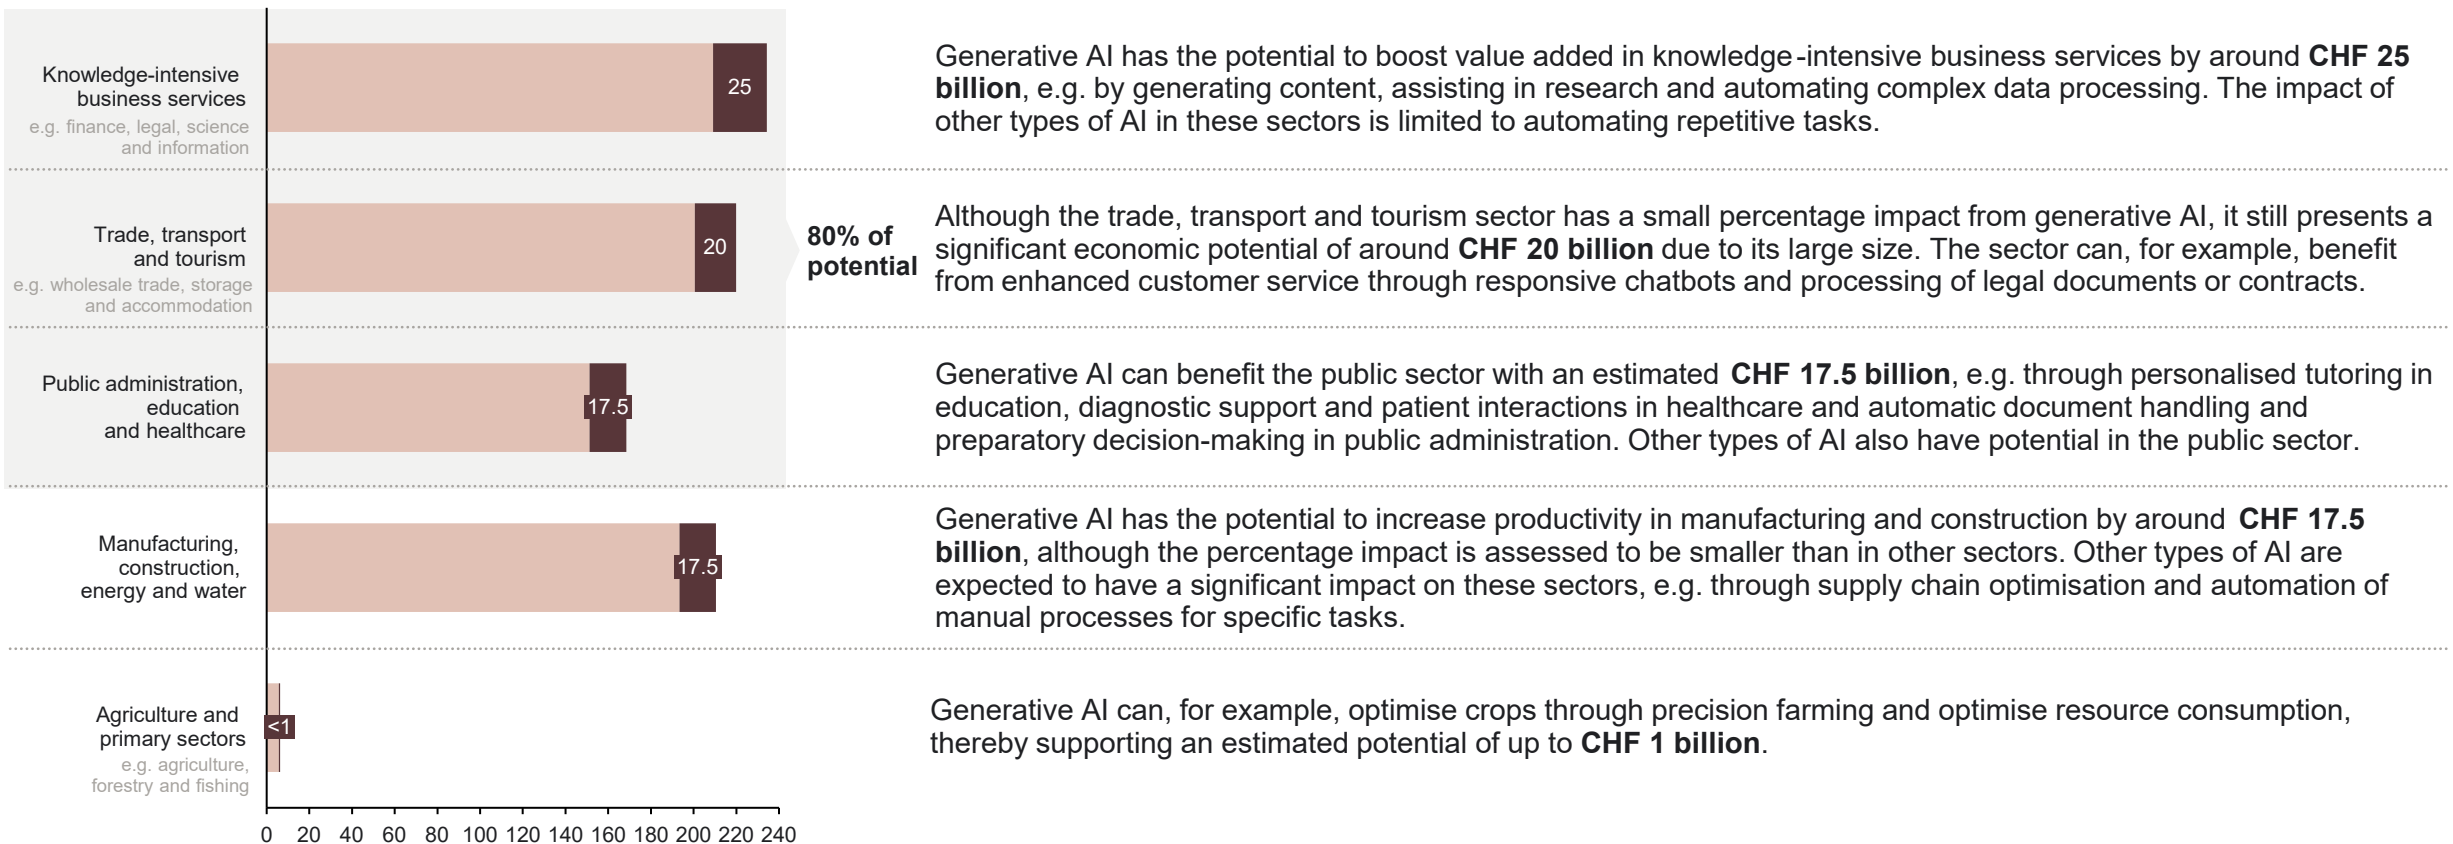 Knowledge-intensive
business services
e.g. finance, legal, science
and information
25
Generative AI has the potential to boost value added in knowledge-intensive business services by around CHF 25
billion, e.g. by generating content, assisting in research and automating complex data processing. The impact of
other types of AI in these sectors is limited to automating repetitive tasks.
Trade, transport
and tourism
e.g. wholesale trade, storage
and accommodation
20
80% of
potential
Although the trade, transport and tourism sector has a small percentage impact from generative AI, it still presents a
significant economic potential of around CHF 20 billion due to its large size. The sector can, for example, benefit
from enhanced customer service through responsive chatbots and processing of legal documents or contracts.
Public administration,
education
and healthcare
17.5
Generative AI can benefit the public sector with an estimated CHF 17.5 billion, e.g. through personalised tutoring in
education, diagnostic support and patient interactions in healthcare and automatic document handling and
preparatory decision-making in public administration. Other types of AI also have potential in the public sector.
Manufacturing,
construction,
energy and water
17.5
Generative AI has the potential to increase productivity in manufacturing and construction by around CHF 17.5
billion, although the percentage impact is assessed to be smaller than in other sectors. Other types of AI are
expected to have a significant impact on these sectors, e.g. through supply chain optimisation and automation of
manual processes for specific tasks.
Agriculture and
primary sectors
e.g. agriculture,
forestry and fishing
<1
Generative AI can, for example, optimise crops through precision farming and optimise resource consumption,
thereby supporting an estimated potential of up to CHF 1 billion.
0 20 40 60 80 100 120 140 160 180 200 220 240